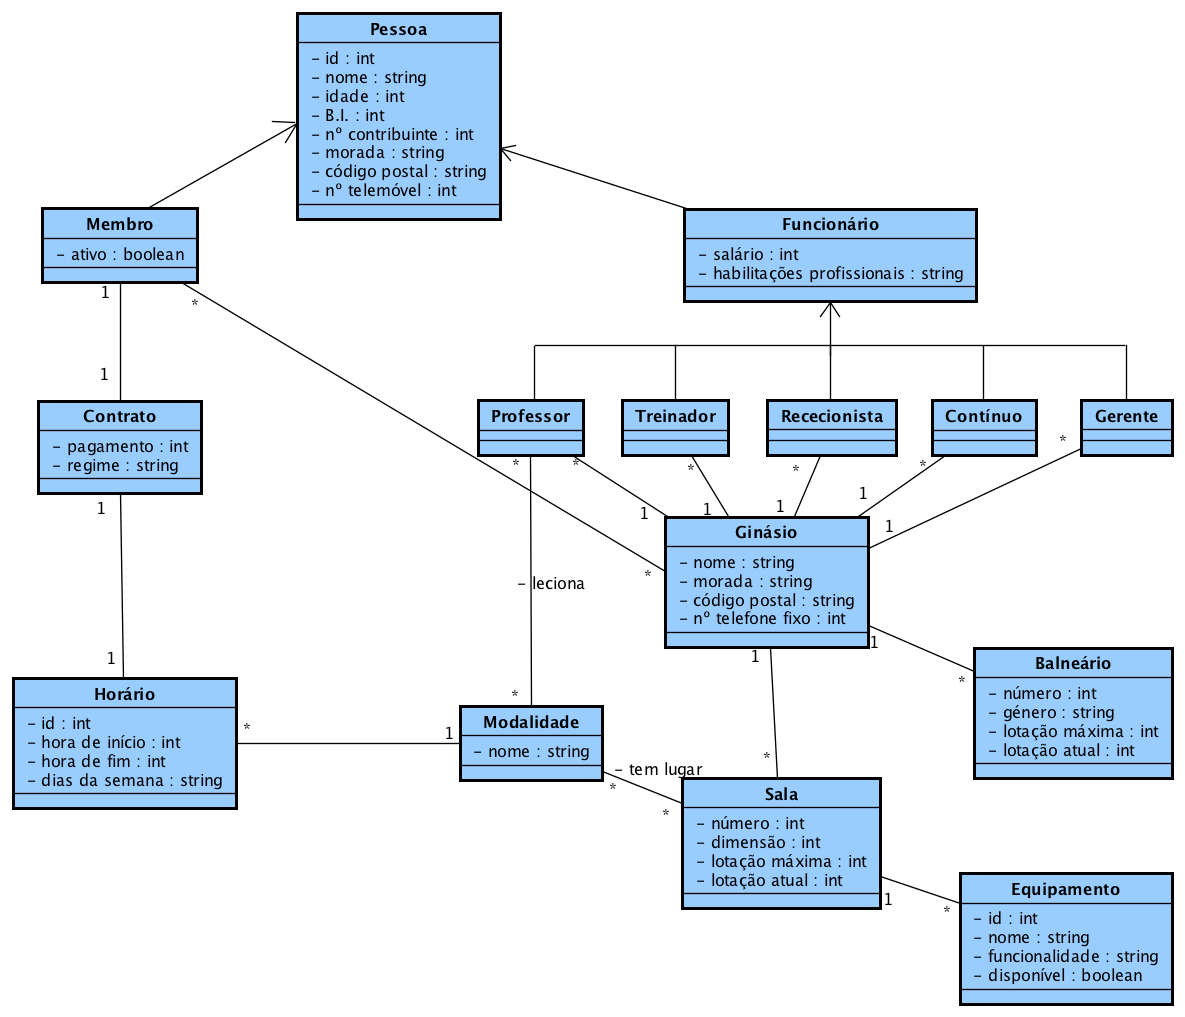 Pessoa
- id : int
- nome : string
- idade : int
- B.I. : int
- nº contribuinte : int
- morada : string
- código postal : string
- nº telemóvel : int
Membro
- ativo : boolean
Funcionário
- salário : int
- habilitações profissionais : string
1
*
1
Contrato
- pagamento : int
- regime : string
Professor
Treinador
Rececionista
Contínuo
Gerente
*
*
*
*
*
*
1
1
1
1
1
1
Ginásio
- nome : string
- morada : string
- código postal : string
- nº telefone fixo : int
*
- leciona
1
1
1
*
Balneário
- número : int
- género : string
- lotação máxima : int
- lotação atual : int
Horário
- id : int
- hora de início : int
- hora de fim : int
- dias da semana : string
*
1
*
Modalidade
- nome : string
- tem lugar
*
*
*
Sala
- número : int
- dimensão : int
- lotação máxima : int
- lotação atual : int
1
*
Equipamento
- id : int
- nome : string
- funcionalidade : string
- disponível : boolean